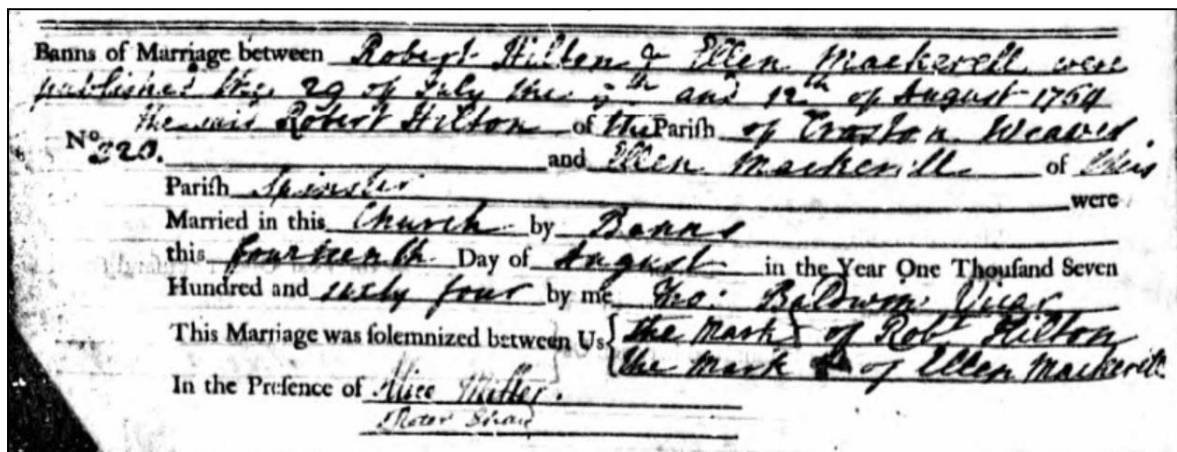 Banns of Marriage between Robert Hilton & Ellen Mackerell were
published the 29 of July the 5th and 12th of August 1764
No 320. The said Robert Hilton of the Pariſh of Croston Weaver
and Ellen Mackerill of this
Pariſh Spinster were
Married in this Church by Banns
this fourteenth Day of August in the Year One Thouſand Seven
Hundred and sixty four by me Tho: Baldwin Vicar
This Marriage was ſolemnized between Us { the Mark of Robt Hilton
the Mark of Ellen Mackerill
In the Preſence of Alice Miller.
Peter